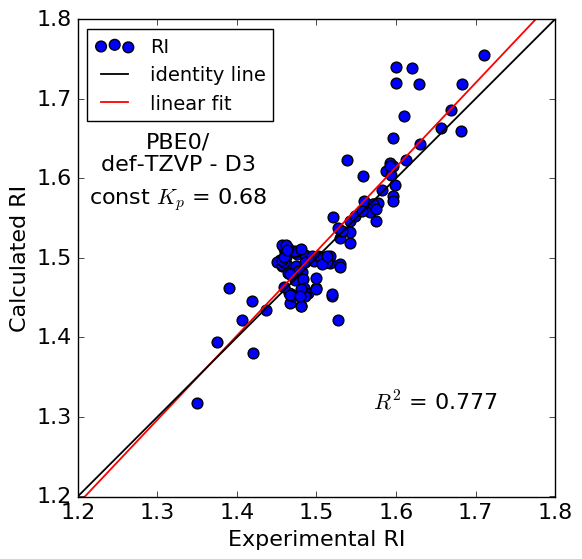 1.8
1.7
1.6
1.5
1.4
1.3
1.2
Calculated RI
RI
identity line
linear fit
PBE0/
def-TZVP - D3
const $K_p$ = 0.68
$R^2$ = 0.777
1.2 1.3 1.4 1.5 1.6 1.7 1.8
Experimental RI